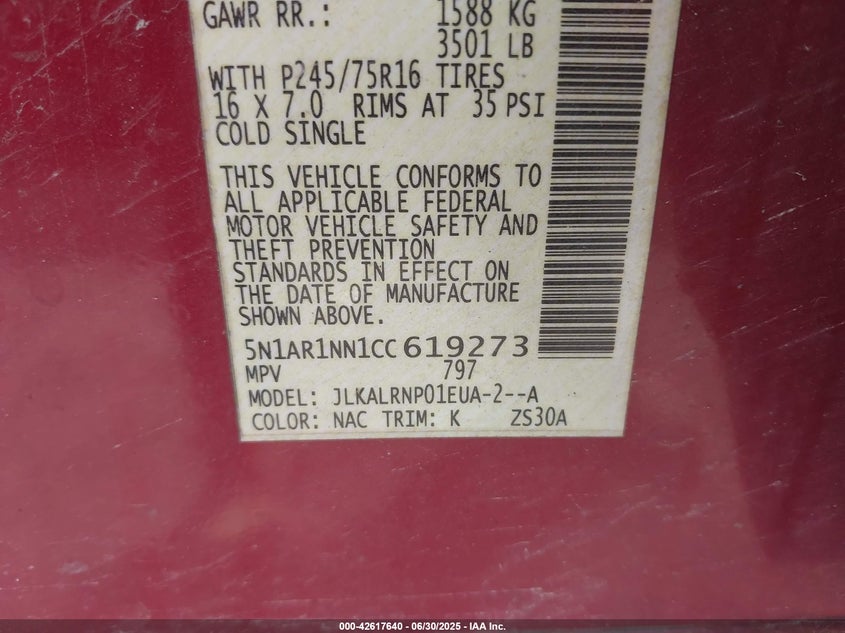 GAWR RR.: 1588 KG
3501 LB
WITH P245/75R16 TIRES
16 X 7.0 RIMS AT 35 PSI
COLD SINGLE
THIS VEHICLE CONFORMS TO
ALL APPLICABLE FEDERAL
MOTOR VEHICLE SAFETY AND
THEFT PREVENTION
STANDARDS IN EFFECT ON
THE DATE OF MANUFACTURE
SHOWN ABOVE.
5N1AR1NN1CC619273
MPV 797
MODEL: JLKALRNP01EUA-2--A
COLOR: NAC TRIM: K ZS30A
000-42617640 - 06/30/2025 - IAA Inc.